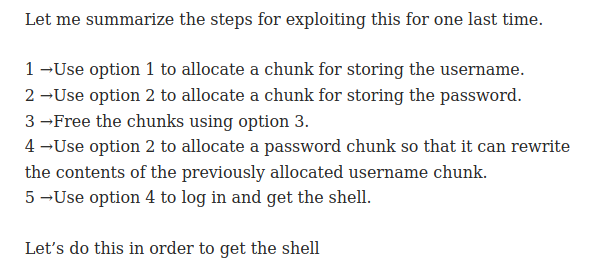 Let me summarize the steps for exploiting this for one last time.
1 →Use option 1 to allocate a chunk for storing the username.
2 →Use option 2 to allocate a chunk for storing the password.
3 →Free the chunks using option 3.
4 →Use option 2 to allocate a password chunk so that it can rewrite
the contents of the previously allocated username chunk.
5 →Use option 4 to log in and get the shell.
Let’s do this in order to get the shell